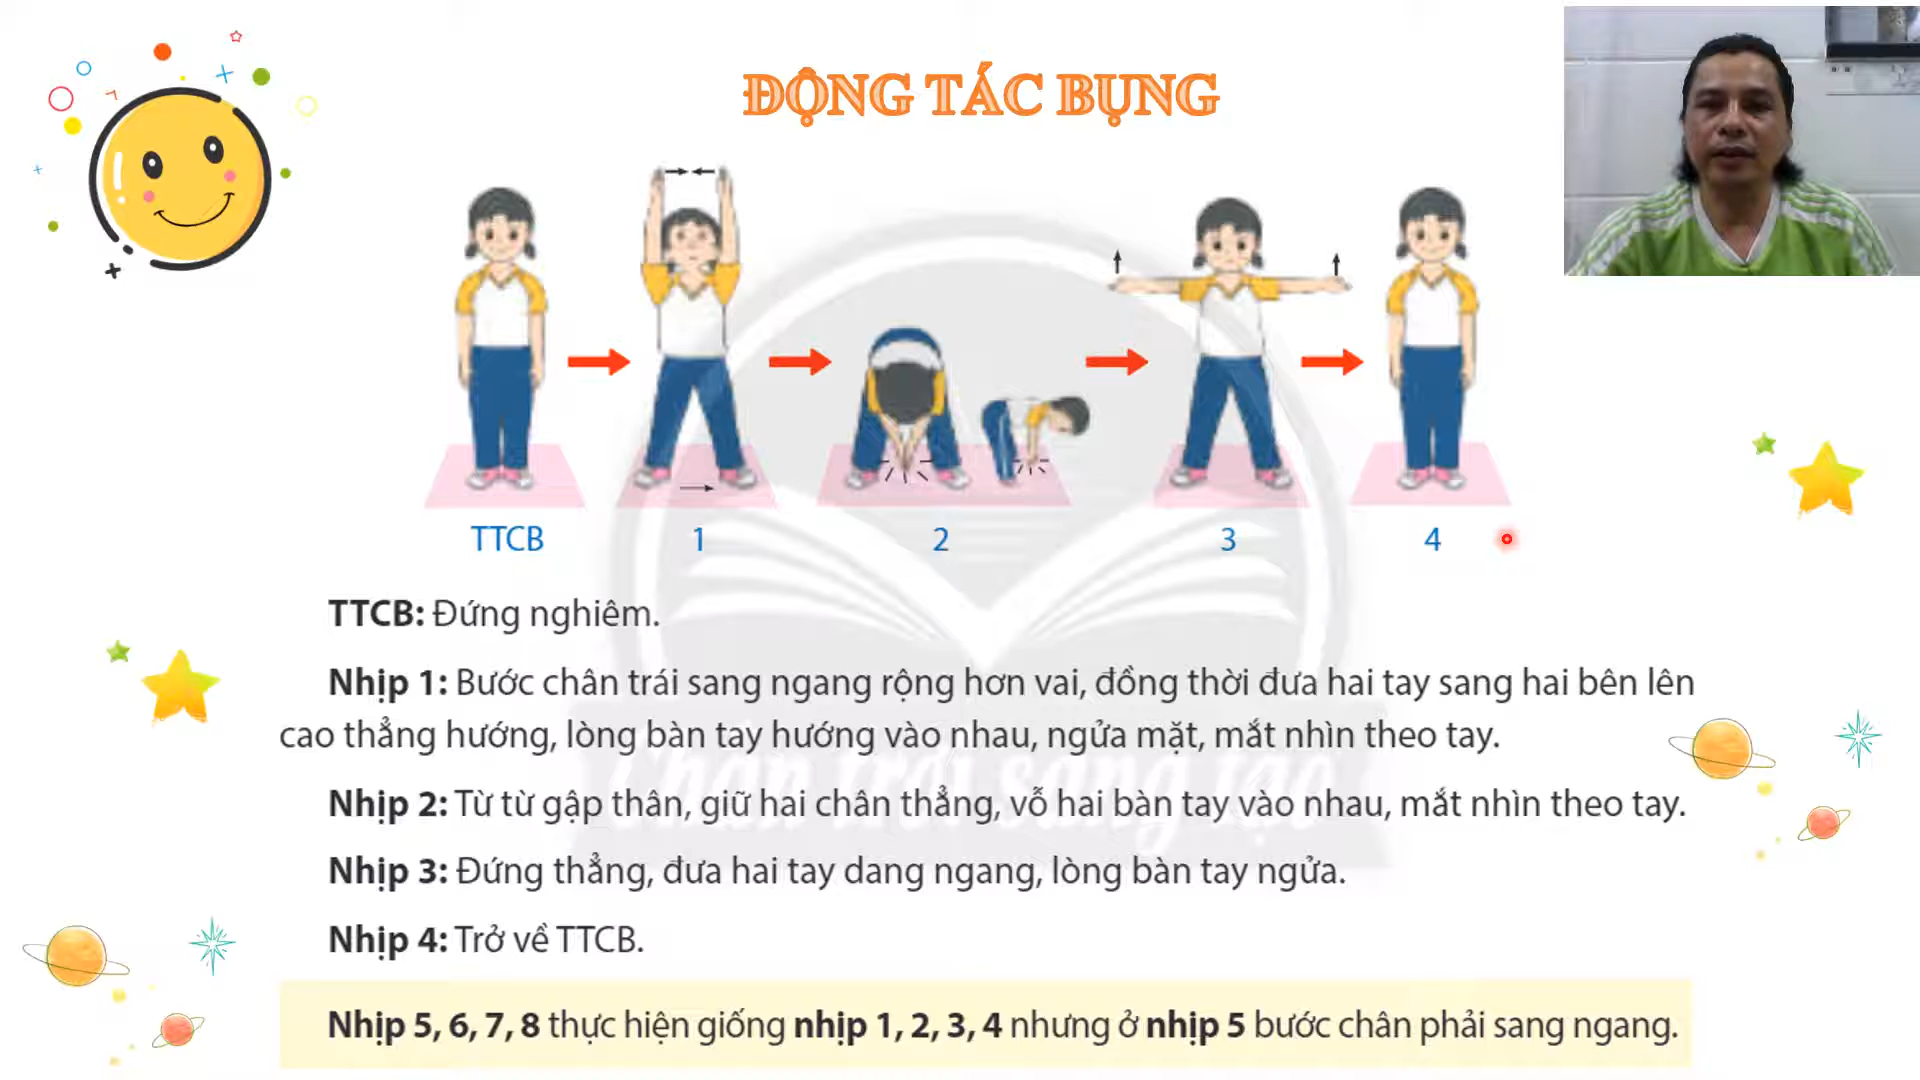 ĐỘNG TÁC BỤNG
TTCB 1 2 3 4
TTCB: Đứng nghiêm.
Nhịp 1: Bước chân trái sang ngang rộng hơn vai, đồng thời đưa hai tay sang hai bên lên
cao thẳng hướng, lòng bàn tay hướng vào nhau, ngửa mặt, mắt nhìn theo tay.
Nhịp 2: Từ từ gập thân, giữ hai chân thẳng, vỗ hai bàn tay vào nhau, mắt nhìn theo tay.
Chân trời sáng tạo
Nhịp 3: Đứng thẳng, đưa hai tay dang ngang, lòng bàn tay ngửa.
Nhịp 4: Trở về TTCB.
Nhịp 5, 6, 7, 8 thực hiện giống nhịp 1, 2, 3, 4 nhưng ở nhịp 5 bước chân phải sang ngang.